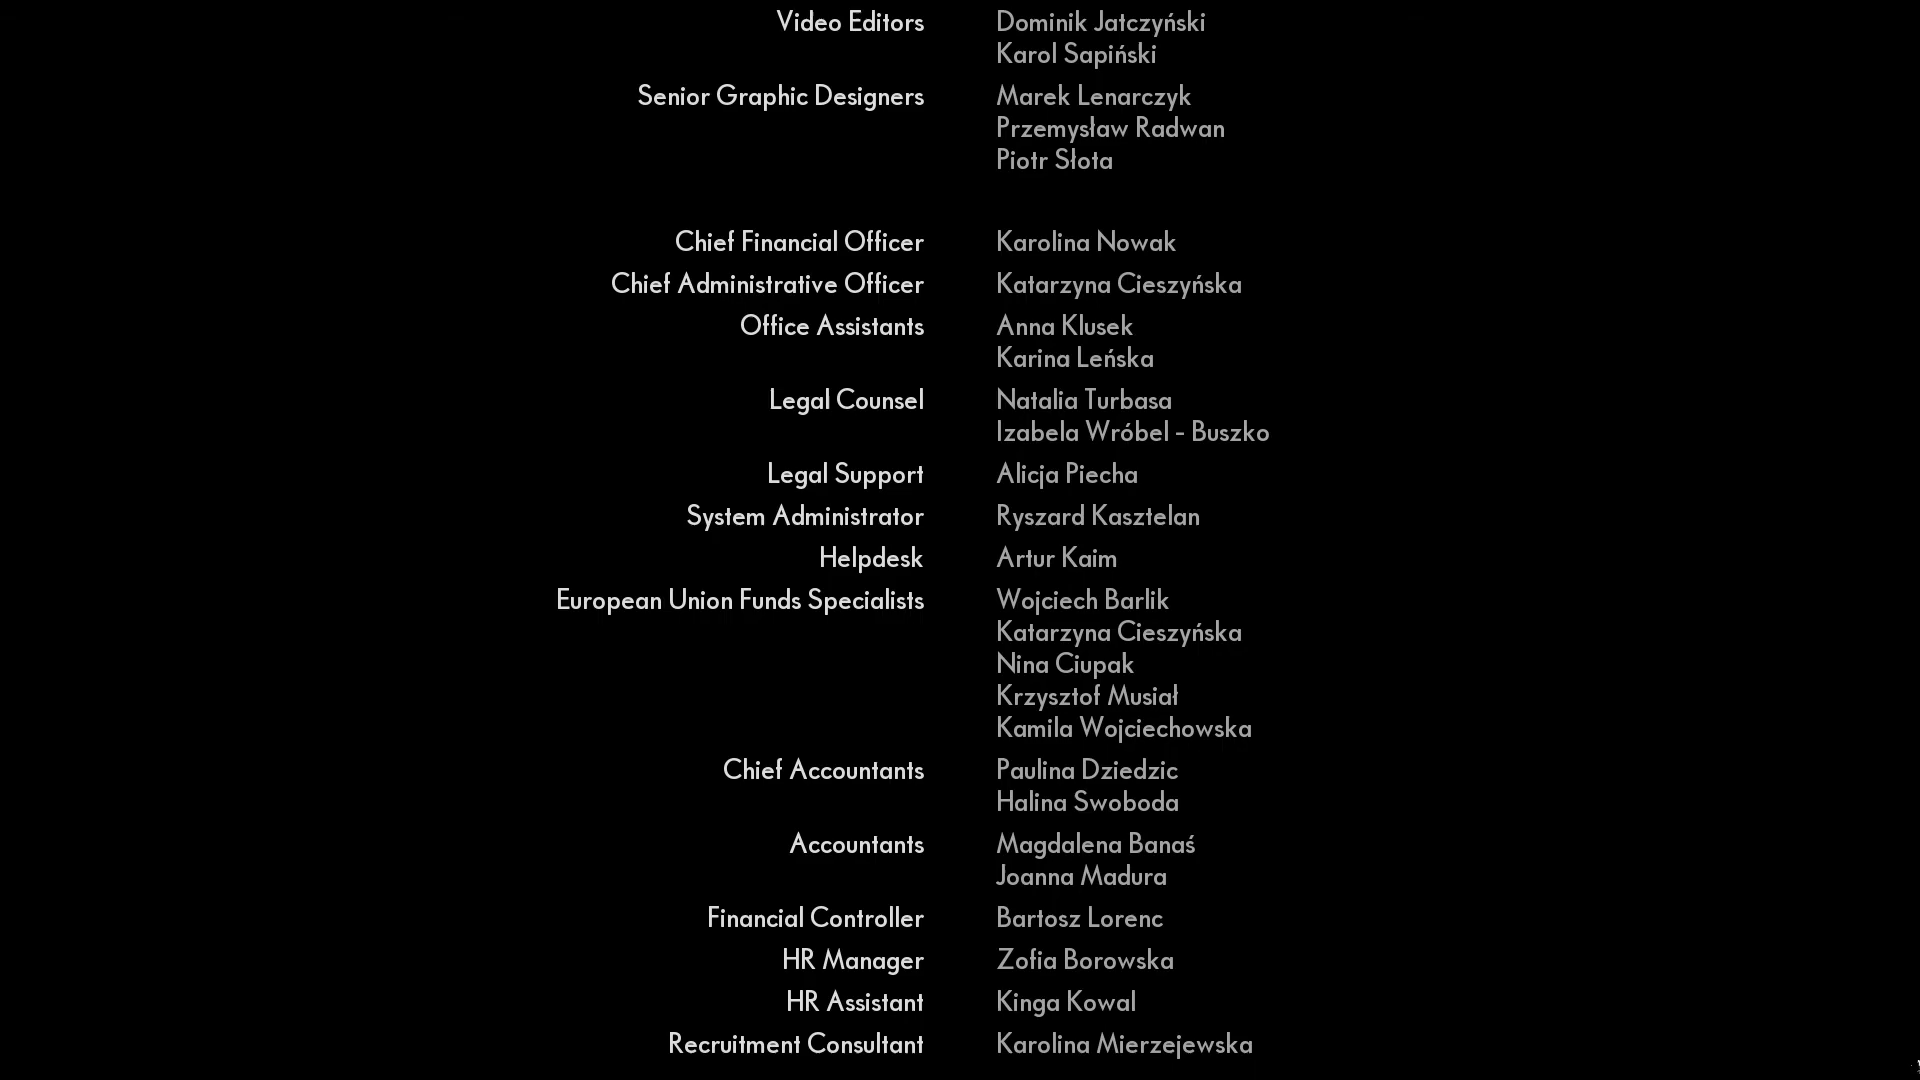 Video Editors Dominik Jatczyński
Karol Sapiński
Senior Graphic Designers Marek Lenarczyk
Przemysław Radwan
Piotr Słota
Chief Financial Officer Karolina Nowak
Chief Administrative Officer Katarzyna Cieszyńska
Office Assistants Anna Klusek
Karina Leńska
Legal Counsel Natalia Turbasa
Izabela Wróbel - Buszko
Legal Support Alicja Piecha
System Administrator Ryszard Kasztelan
Helpdesk Artur Kaim
European Union Funds Specialists Wojciech Barlik
Katarzyna Cieszyńska
Nina Ciupak
Krzysztof Musiał
Kamila Wojciechowska
Chief Accountants Paulina Dziedzic
Halina Swoboda
Accountants Magdalena Banaś
Joanna Madura
Financial Controller Bartosz Lorenc
HR Manager Zofia Borowska
HR Assistant Kinga Kowal
Recruitment Consultant Karolina Mierzejewska